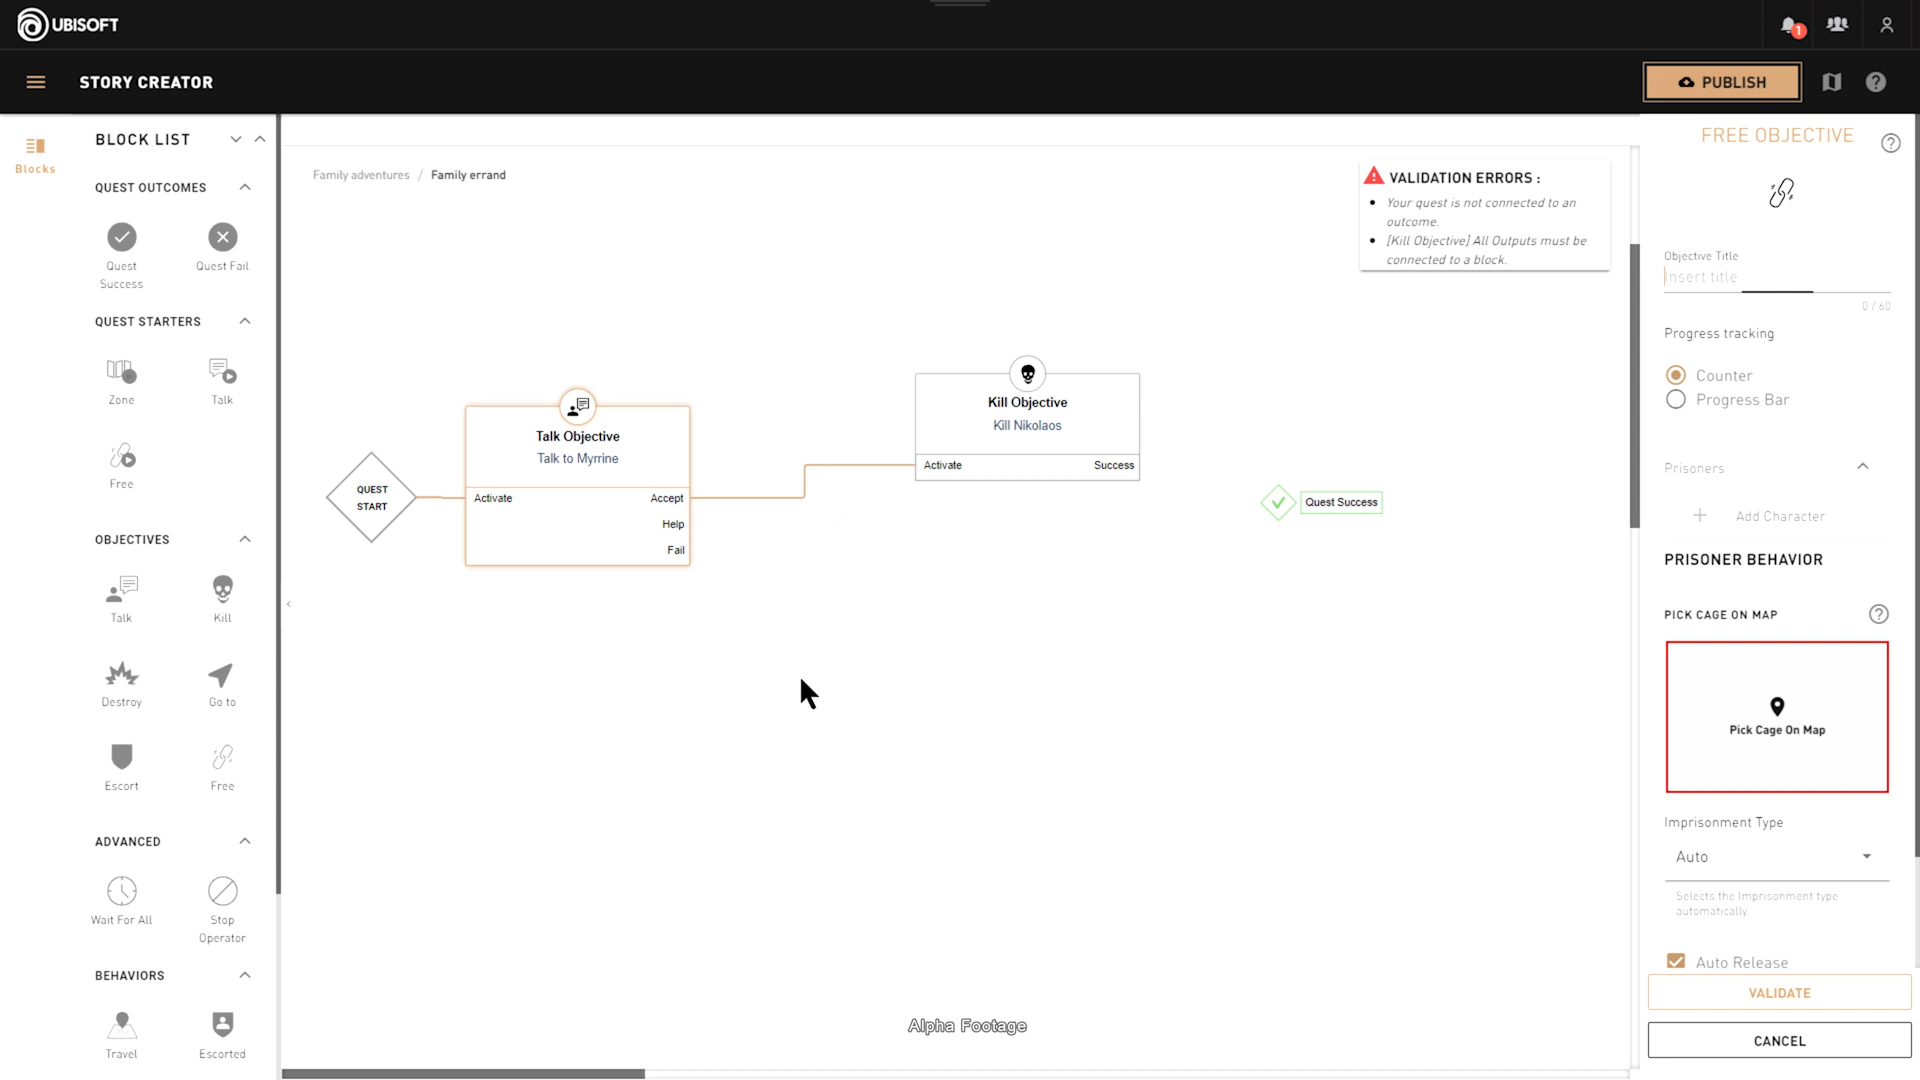 UBISOFT
1
STORY CREATOR
PUBLISH
Blocks
BLOCK LIST
QUEST OUTCOMES
Quest
Success
Quest Fail
QUEST STARTERS
Zone
Talk
Free
OBJECTIVES
Talk
Kill
Destroy
Go to
Escort
Free
ADVANCED
Wait For All
Stop
Operator
BEHAVIORS
Travel
Escorted
Family adventures / Family errand
VALIDATION ERRORS :
• Your quest is not connected to an
outcome.
• [Kill Objective] All Outputs must be
connected to a block.
QUEST
START
Talk Objective
Talk to Myrrine
Activate
Accept
Help
Fail
Kill Objective
Kill Nikolaos
Activate
Success
Quest Success
Alpha Footage
FREE OBJECTIVE
Objective Title
Insert title
0 / 60
Progress tracking
Counter
Progress Bar
Prisoners
+ Add Character
PRISONER BEHAVIOR
PICK CAGE ON MAP
Pick Cage On Map
Imprisonment Type
Auto
Selects the Imprisonment type
automatically.
Auto Release
VALIDATE
CANCEL